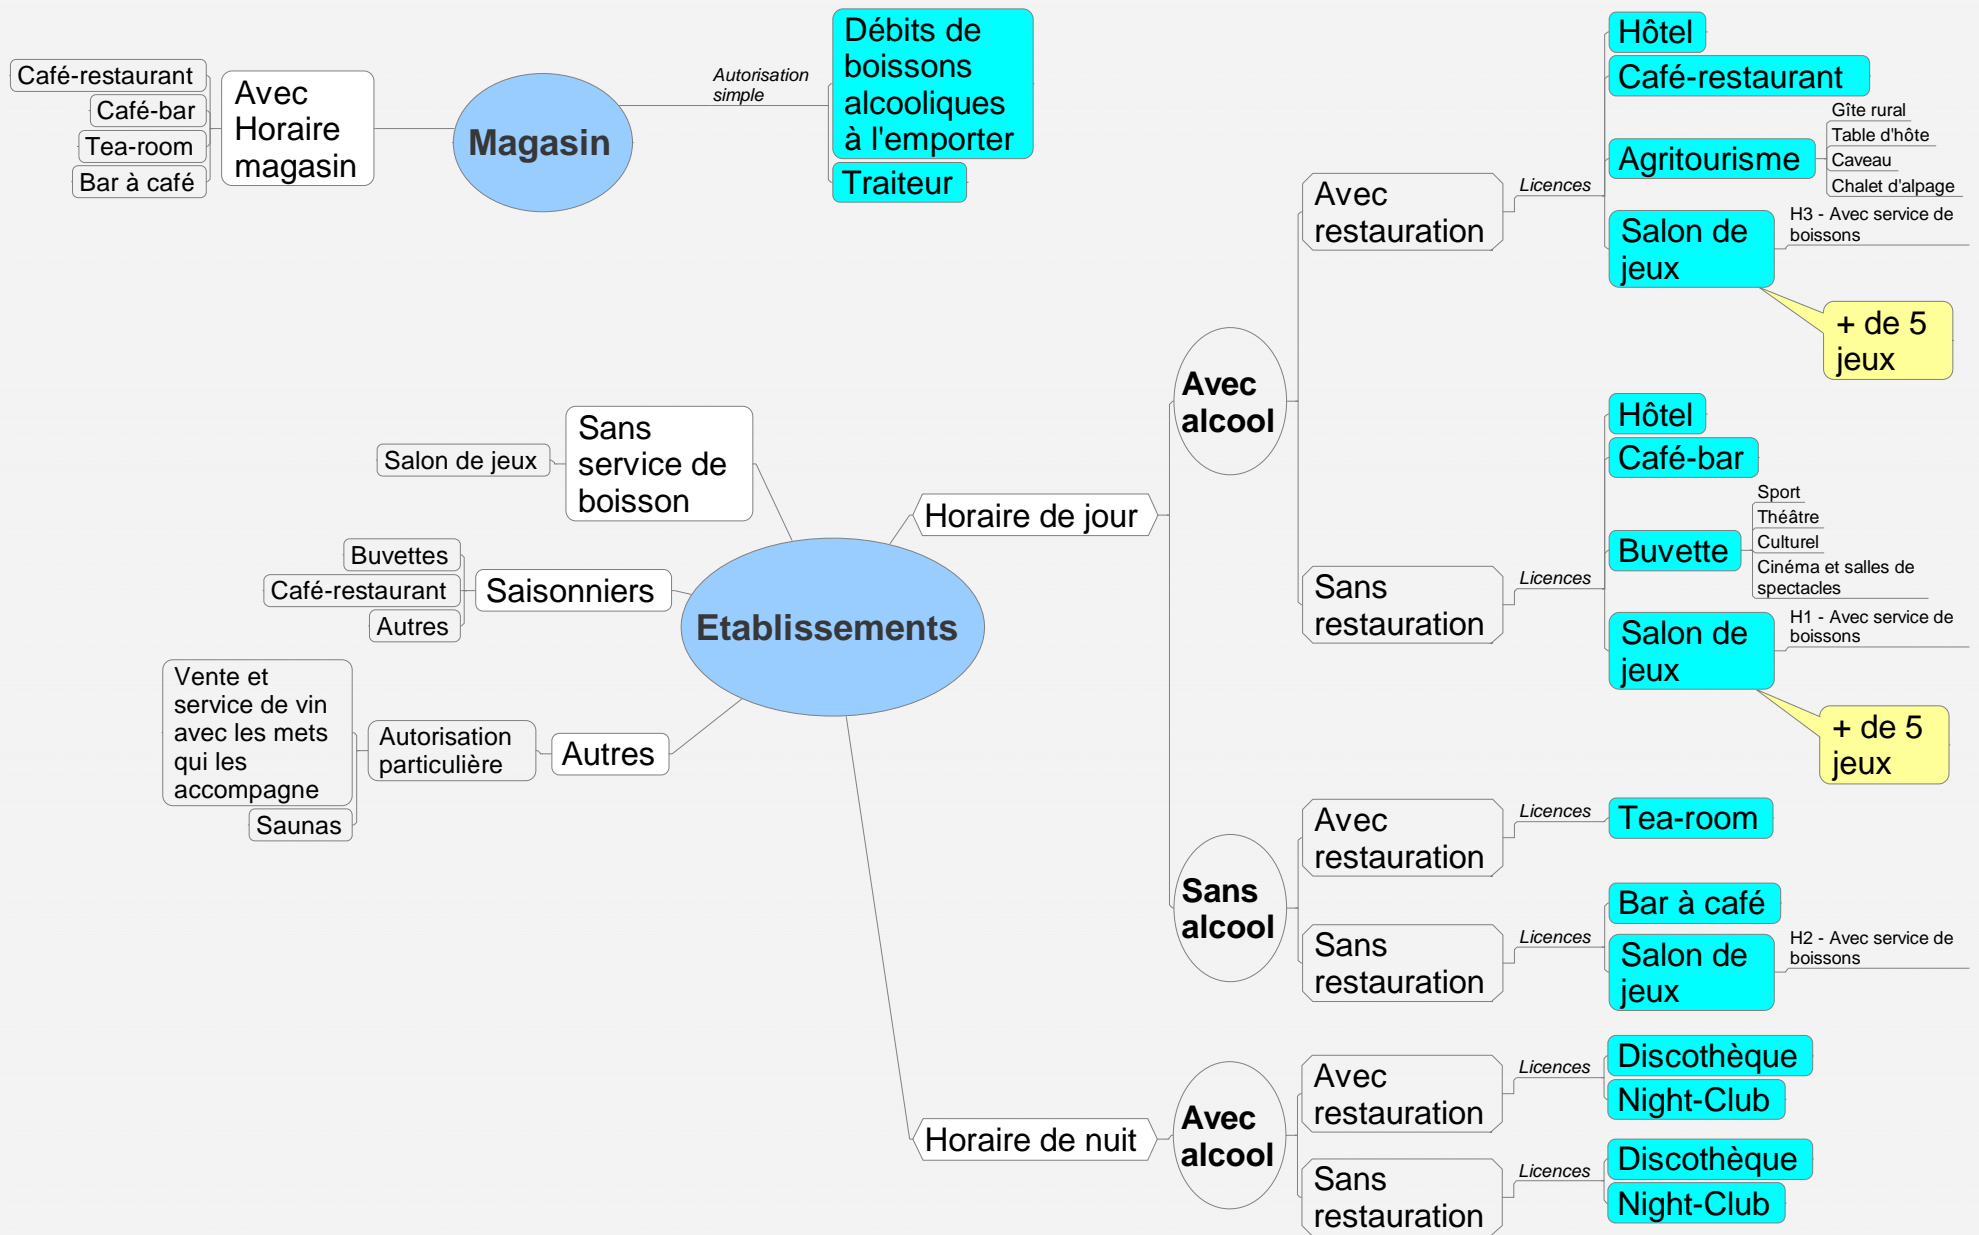 Café-restaurant
Café-bar
Tea-room
Bar à café
Avec
Horaire
magasin
Magasin
Autorisation
simple
Débits de
boissons
alcooliques
à l'emporter
Traiteur
Salon de jeux
Sans
service de
boisson
Buvettes
Café-restaurant
Autres
Saisonniers
Vente et
service de vin
avec les mets
qui les
accompagne
Saunas
Autorisation
particulière
Autres
Etablissements
Horaire de jour
Avec
alcool
Avec
restauration
Licences
Hôtel
Café-restaurant
Agritourisme
Gîte rural
Table d'hôte
Caveau
Chalet d'alpage
Salon de
jeux
H3 - Avec service de
boissons
+ de 5
jeux
Sans
restauration
Licences
Hôtel
Café-bar
Buvette
Sport
Théâtre
Culturel
Cinéma et salles de
spectacles
Salon de
jeux
H1 - Avec service de
boissons
+ de 5
jeux
Sans
alcool
Avec
restauration
Licences
Tea-room
Sans
restauration
Licences
Bar à café
Salon de
jeux
H2 - Avec service de
boissons
Horaire de nuit
Avec
alcool
Avec
restauration
Licences
Discothèque
Night-Club
Sans
restauration
Licences
Discothèque
Night-Club